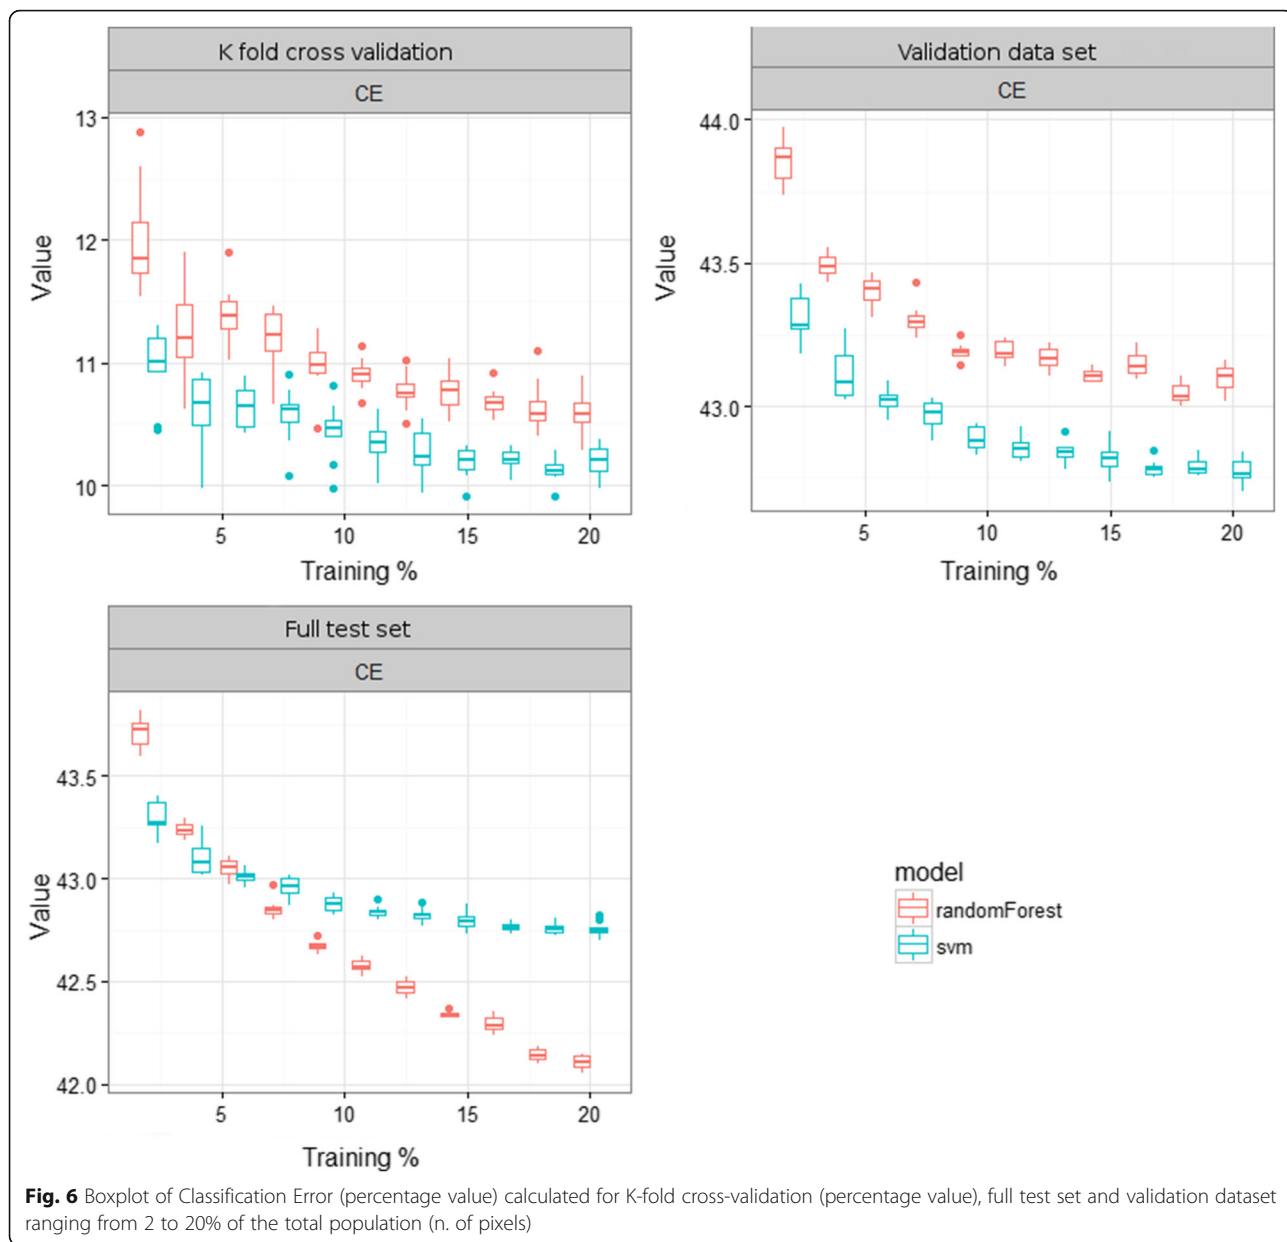 K fold cross validation
CE
13
12
11
10
Value
5 10 15 20
Training %
Validation data set
CE
44.0
43.5
43.0
Value
5 10 15 20
Training %
Full test set
CE
43.5
43.0
42.5
42.0
Value
5 10 15 20
Training %
model
randomForest
svm
Fig. 6 Boxplot of Classification Error (percentage value) calculated for K-fold cross-validation (percentage value), full test set and validation dataset
ranging from 2 to 20% of the total population (n. of pixels)